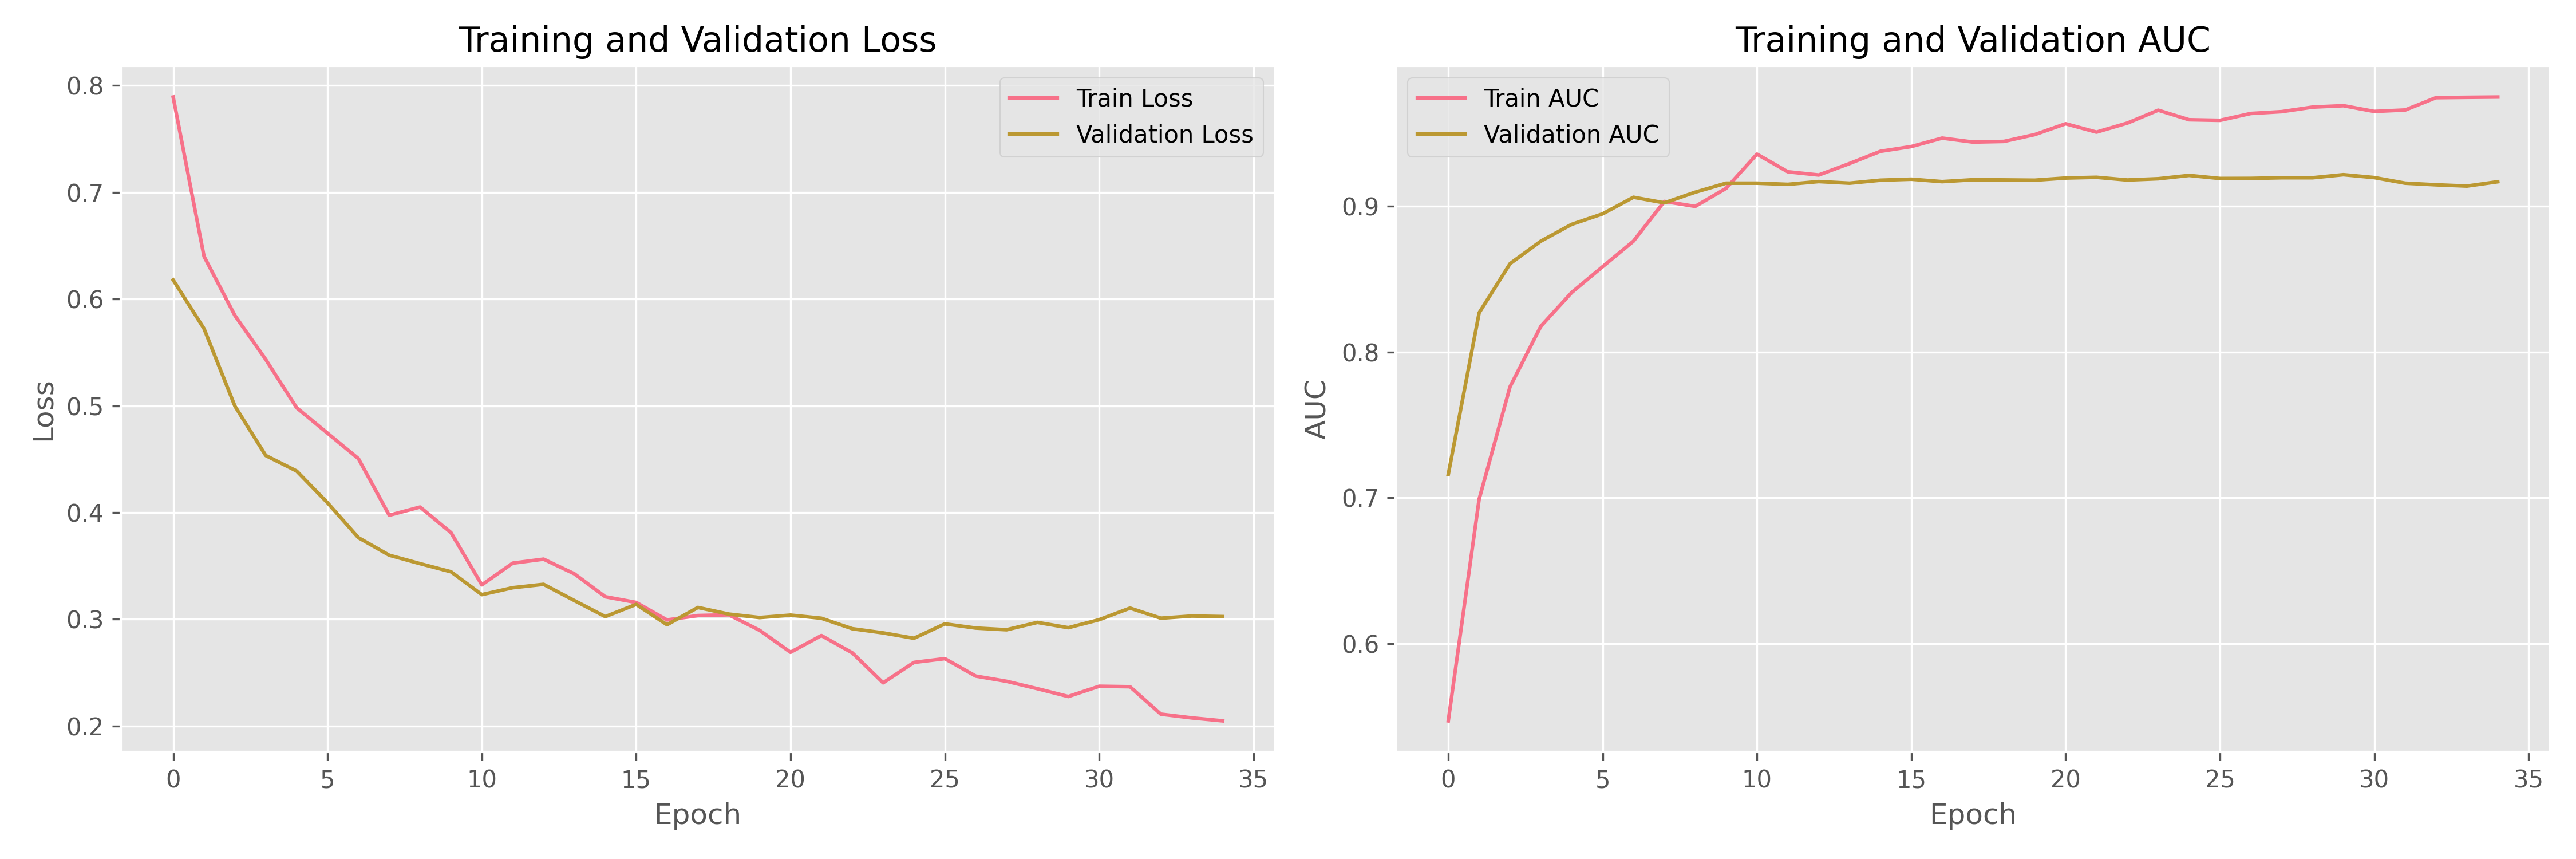 Training and Validation Loss
Train Loss
Validation Loss
0.8
0.7
0.6
0.5
0.4
0.3
0.2
Loss
0 5 10 15 20 25 30 35
Epoch
Training and Validation AUC
Train AUC
Validation AUC
0.9
0.8
0.7
0.6
AUC
0 5 10 15 20 25 30 35
Epoch